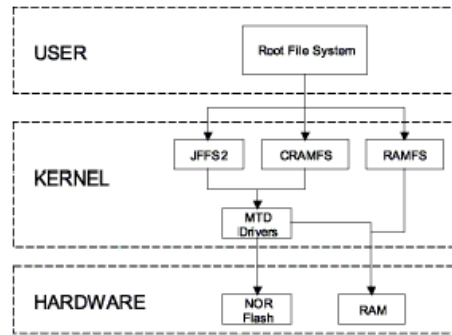 USER
Root File System
JFFS2
CRAMFS
RAMFS
KERNEL
MTD
Drivers
HARDWARE
NOR
Flash
RAM